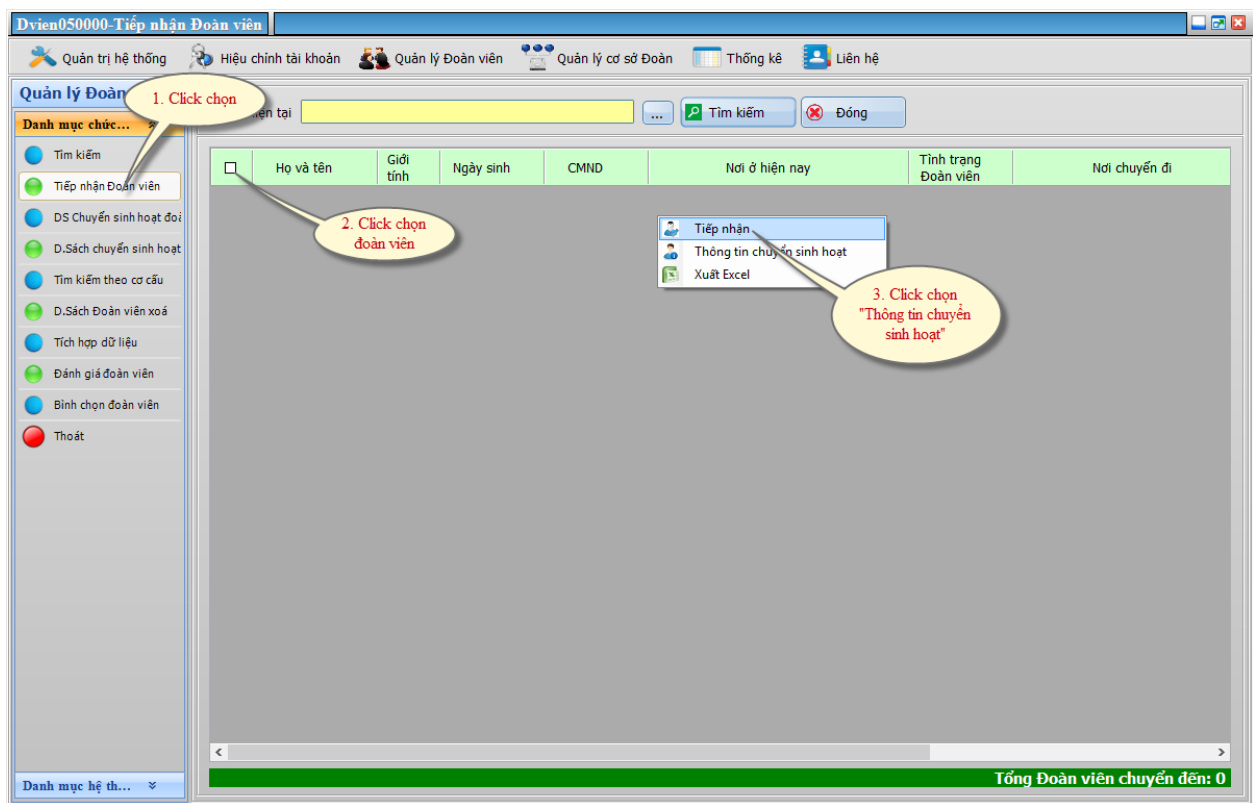 Dvien050000-Tiếp nhận Đoàn viên
Quản trị hệ thống
Hiệu chỉnh tài khoản
Quản lý Đoàn viên
Quản lý cơ sở Đoàn
Thống kê
Liên hệ
Quản lý Đoàn
1. Click chọn
tại
...
Tìm kiếm
Đóng
Danh mục chức...
Tìm kiếm
Tiếp nhận Đoàn viên
DS Chuyển sinh hoạt đoà
D.Sách chuyển sinh hoạt
Tìm kiếm theo cơ cấu
D.Sách Đoàn viên xoá
Tích hợp dữ liệu
Đánh giá đoàn viên
Bình chọn đoàn viên
Thoát
Họ và tên
Giới
tính
Ngày sinh
CMND
Nơi ở hiện nay
Tình trạng
Đoàn viên
Nơi chuyển đi
2. Click chọn
đoàn viên
Tiếp nhận
Thông tin chuyển sinh hoạt
Xuất Excel
3. Click chọn
"Thông tin chuyển
sinh hoạt"
Danh mục hệ th...
Tổng Đoàn viên chuyển đến: 0